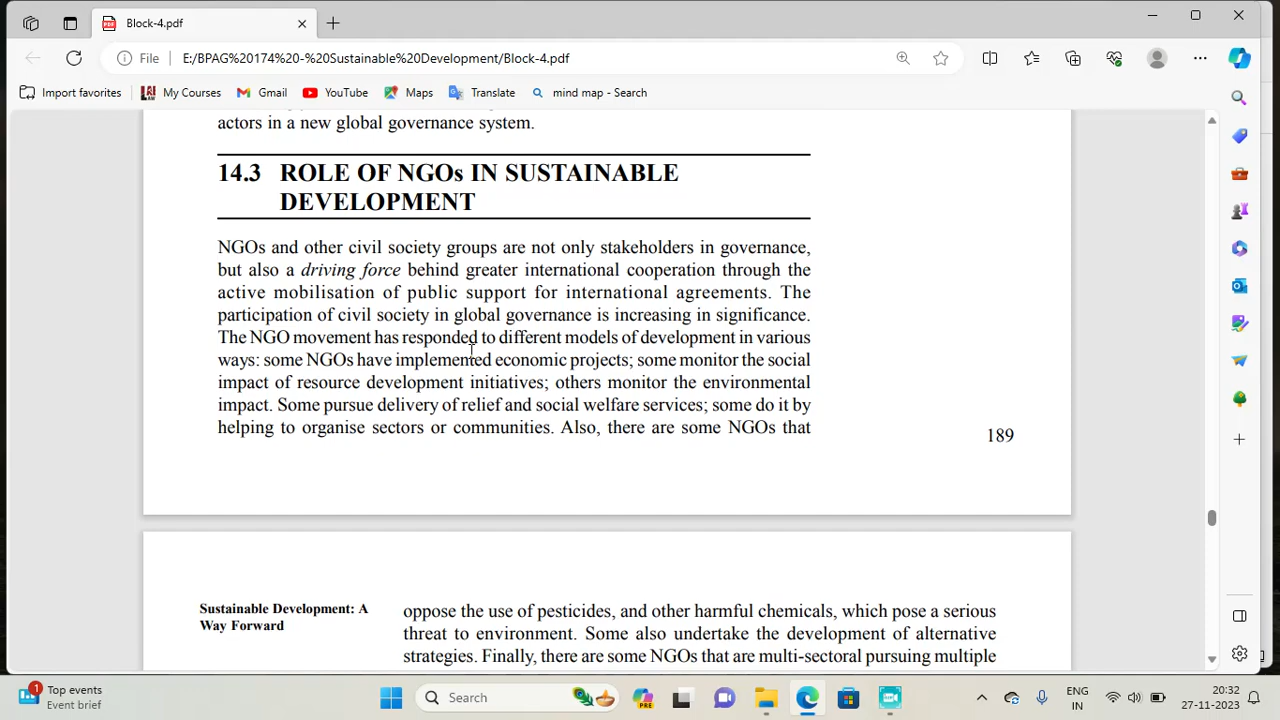 Block-4.pdf
File
E:/BPAG%20174%20-%20Sustainable%20Development/Block-4.pdf
Import favorites
My Courses
Gmail
YouTube
Maps
Translate
mind map - Search
actors in a new global governance system.
14.3 ROLE OF NGOs IN SUSTAINABLE
DEVELOPMENT
NGOs and other civil society groups are not only stakeholders in governance,
but also a driving force behind greater international cooperation through the
active mobilisation of public support for international agreements. The
participation of civil society in global governance is increasing in significance.
The NGO movement has responded to different models of development in various
ways: some NGOs have implemented economic projects; some monitor the social
impact of resource development initiatives; others monitor the environmental
impact. Some pursue delivery of relief and social welfare services; some do it by
helping to organise sectors or communities. Also, there are some NGOs that
189
Sustainable Development: A
Way Forward
oppose the use of pesticides, and other harmful chemicals, which pose a serious
threat to environment. Some also undertake the development of alternative
strategies. Finally, there are some NGOs that are multi-sectoral pursuing multiple
1
Top events
Event brief
Search
PRE
ENG
IN
20:32
27-11-2023